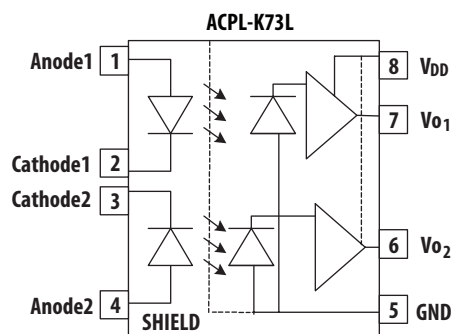 ACPL-K73L
Anode1 1
8 VDD
7 Vo1
Cathode1 2
Cathode2 3
6 Vo2
Anode2 4
5 GND
SHIELD